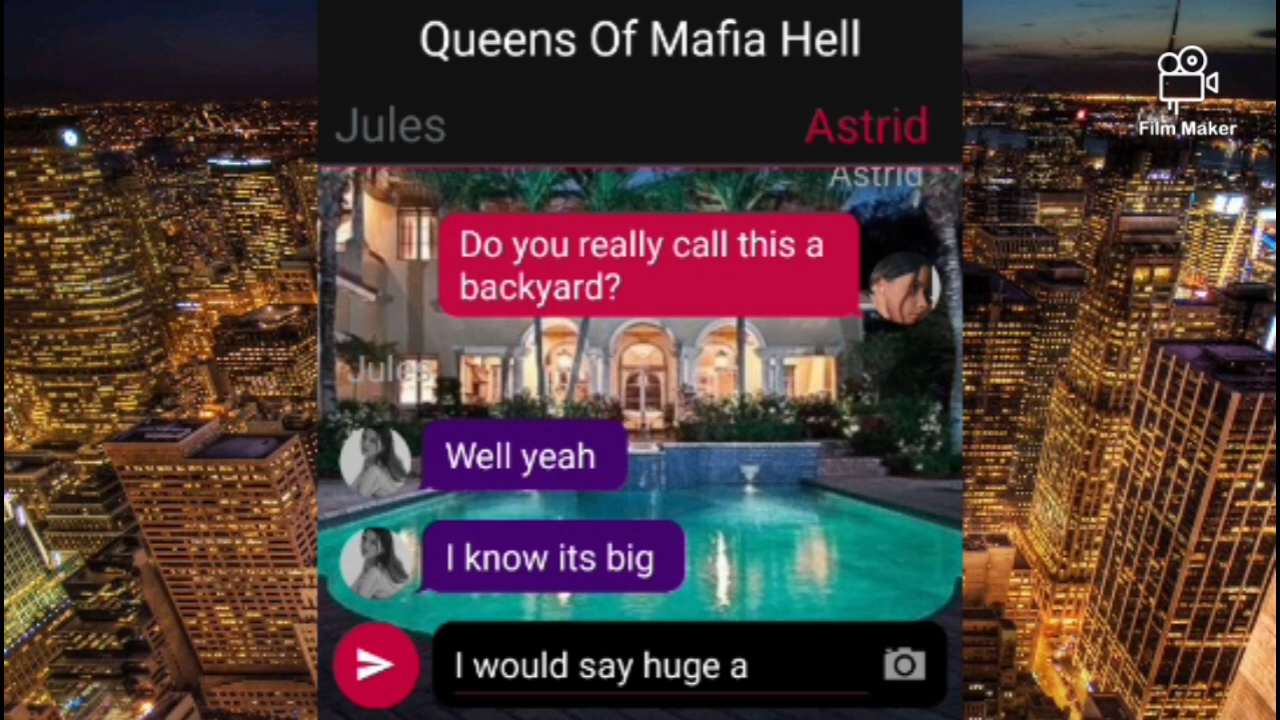 Queens Of Mafia Hell
Film Maker
Jules Astrid
Astrid
Do you really call this a
backyard?
Jules
Well yeah
I know its big
I would say huge a